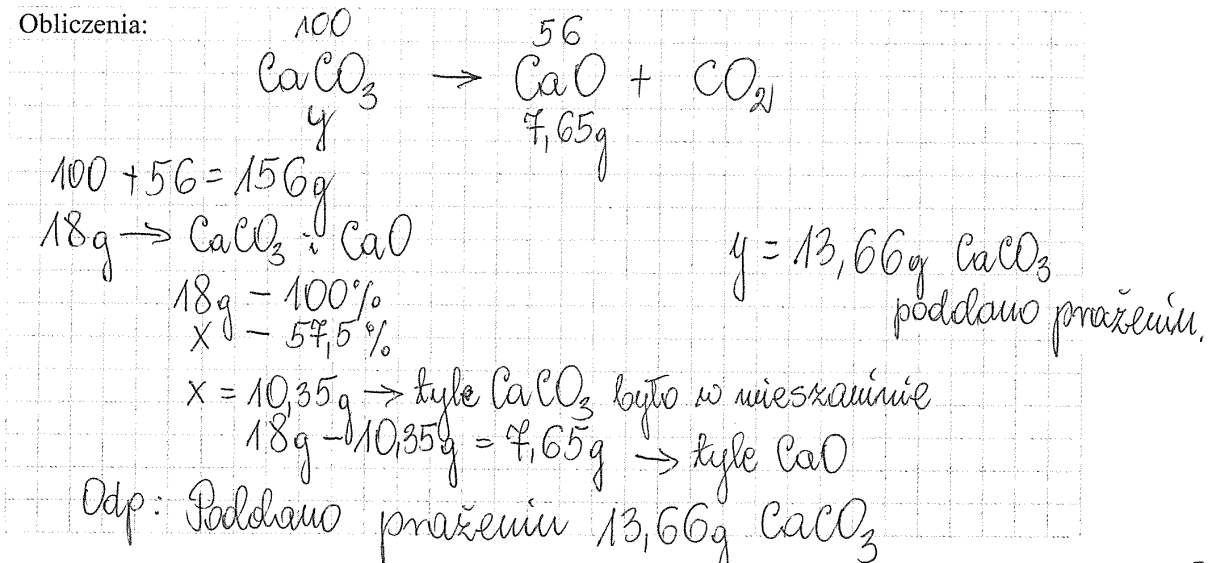 Obliczenia:
100 56
CaCO₃ → CaO + CO₂
y 7,65g
100 + 56 = 156g
18g → CaCO₃ i CaO
y = 13,66g CaCO₃
poddano prażeniu.
18g – 100%
x – 57,5%
x = 10,35g → tyle CaCO₃ było w mieszaninie
18g – 10,35g = 7,65g → tyle CaO
Odp: Poddano prażeniu 13,66g CaCO₃